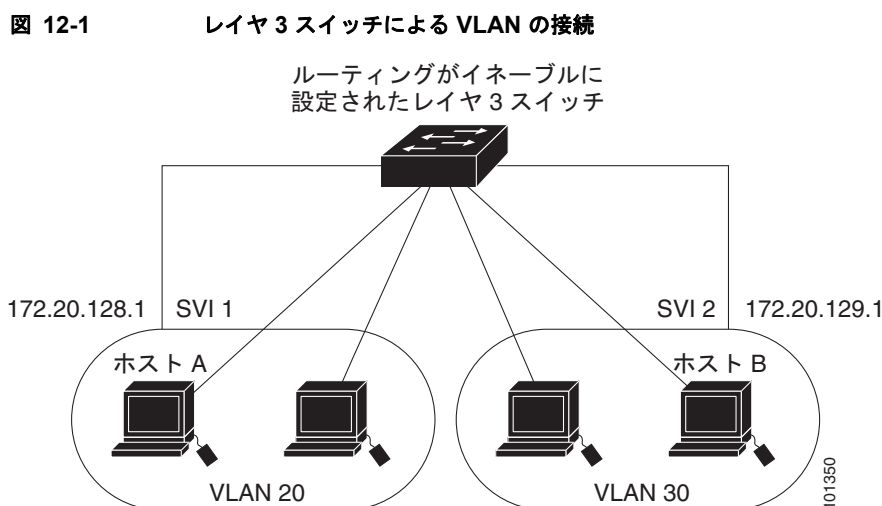 図 12-1 レイヤ 3 スイッチによる VLAN の接続
ルーティングがイネーブルに
設定されたレイヤ 3 スイッチ
172.20.128.1 SVI 1 SVI 2 172.20.129.1
ホスト A ホスト B
VLAN 20 VLAN 30
101350